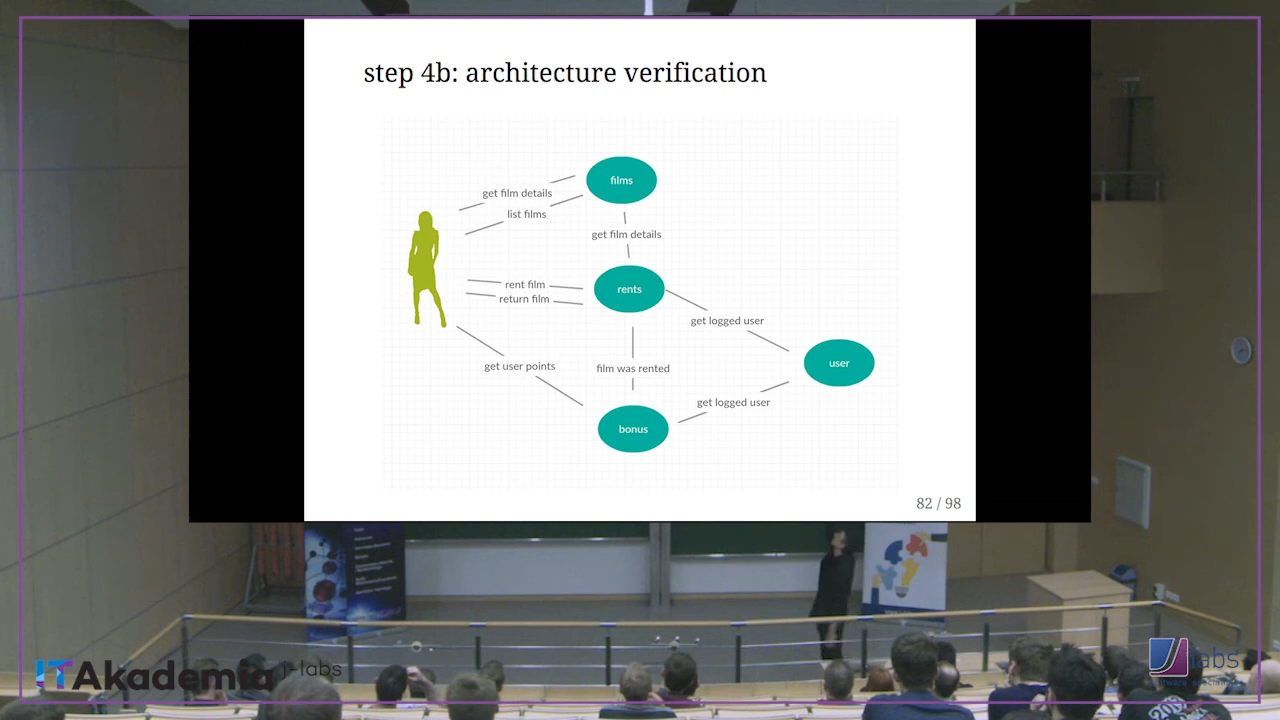 step 4b: architecture verification
films
get film details
list films
get film details
rent film
return film
rents
get logged user
get user points
film was rented
user
get logged user
bonus
82 / 98
ITAkademia j-labs
labs